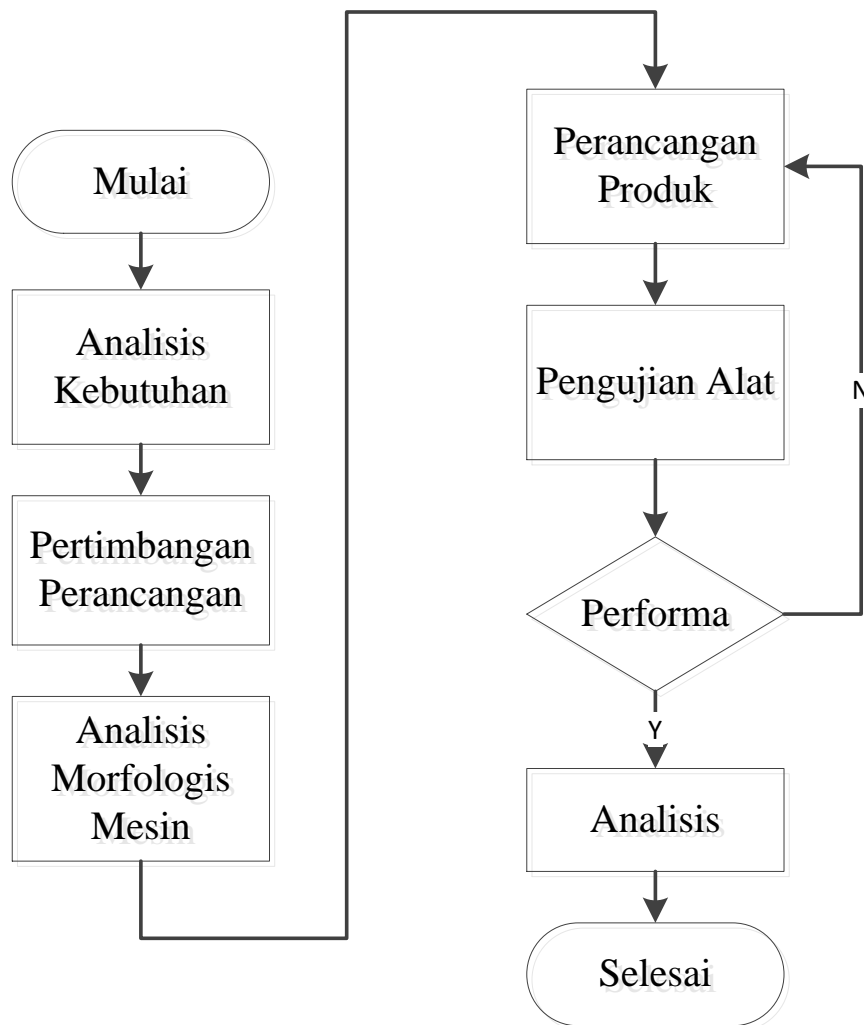 Mulai
Analisis
Kebutuhan
Pertimbangan
Perancangan
Analisis
Morfologis
Mesin
Perancangan
Produk
Pengujian Alat
N
Performa
Y
Analisis
Selesai